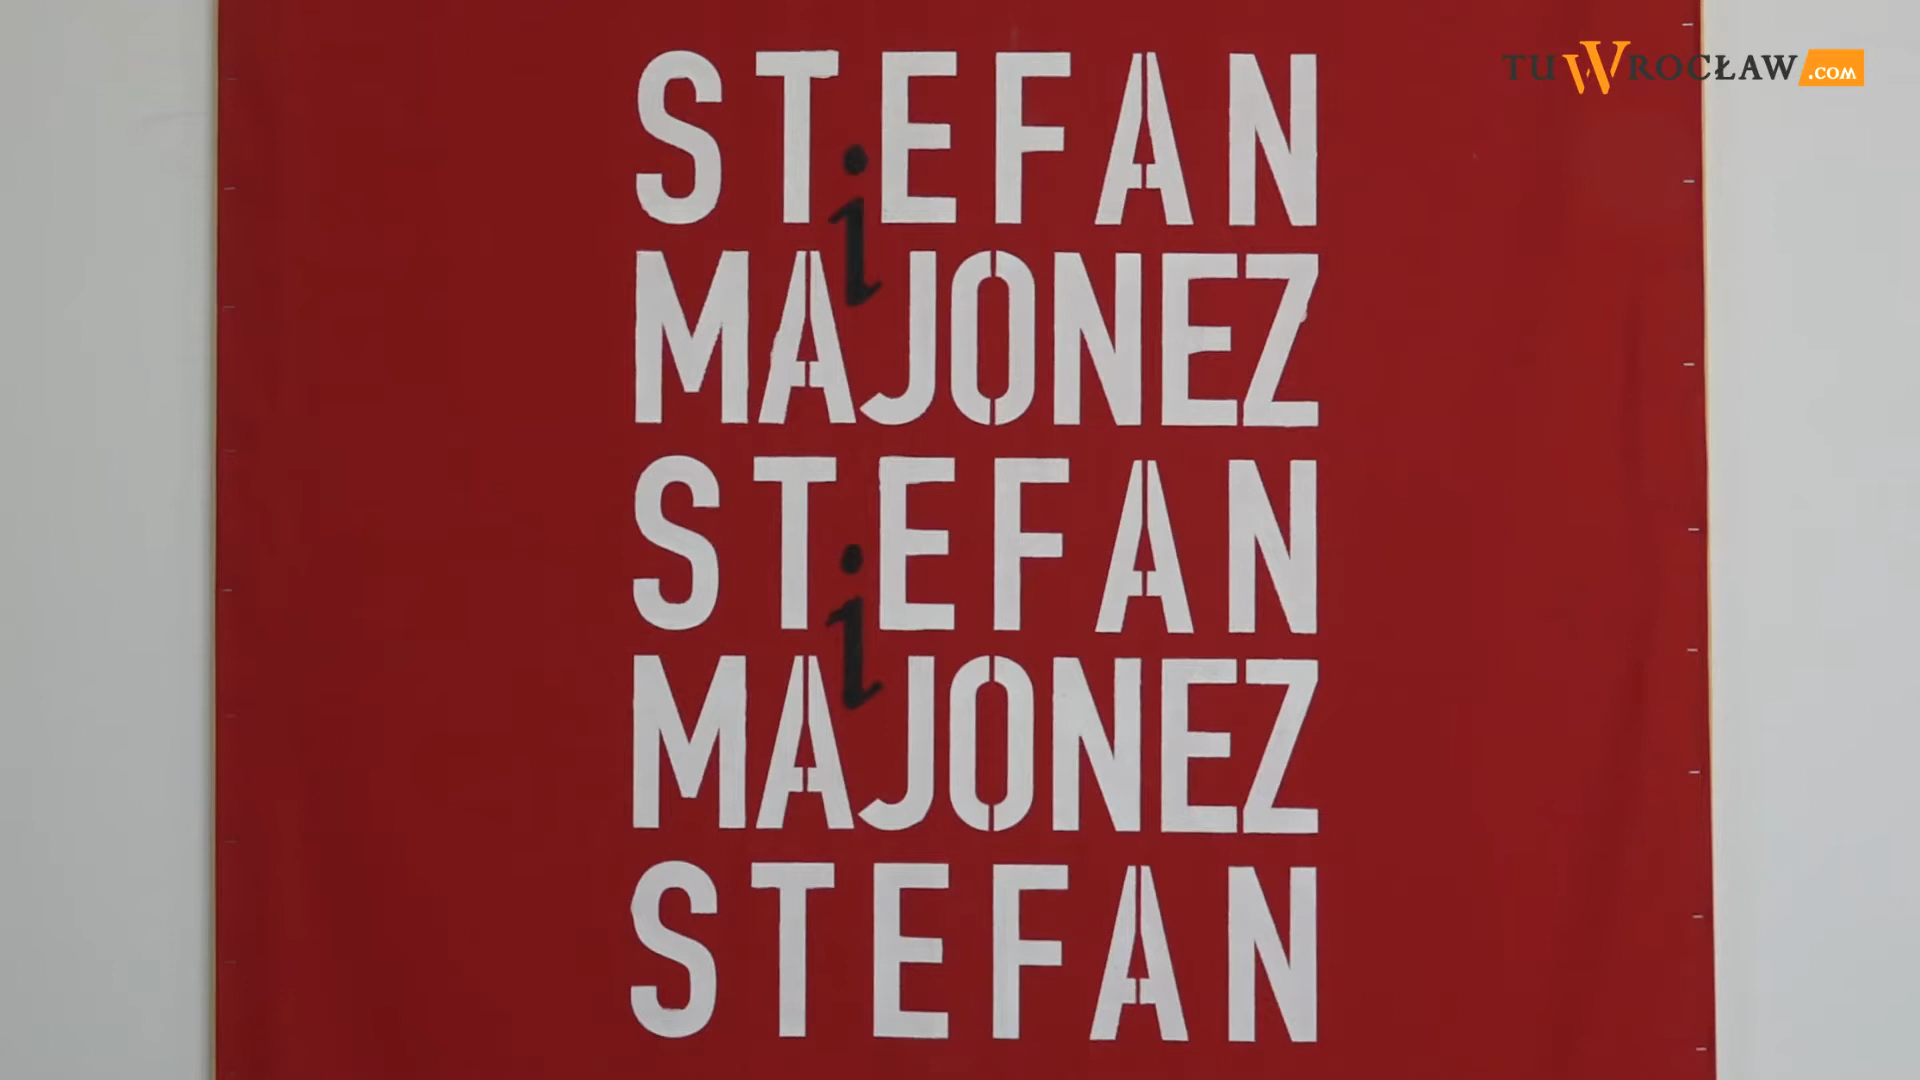 TUWROCŁAW.COM
STEFAN
i
MAJONEZ
STEFAN
i
MAJONEZ
STEFAN